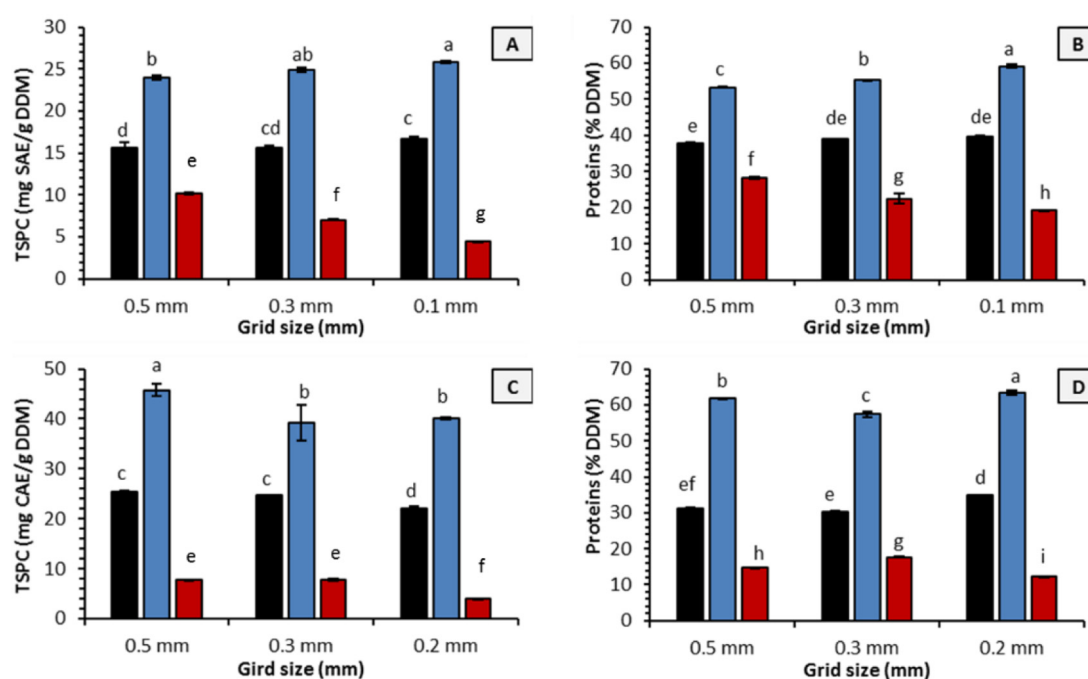 A
TSPC (mg SAE/g DDM)
30
25
20
15
10
5
0
d
b
e
cd
ab
f
c
a
g
0.5 mm
0.3 mm
0.1 mm
Grid size (mm)
B
Proteins (% DDM)
70
60
50
40
30
20
10
0
e
c
f
de
b
g
de
a
h
0.5 mm
0.3 mm
0.1 mm
Grid size (mm)
C
TSPC (mg CAE/g DDM)
50
40
30
20
10
0
c
a
e
c
b
e
d
b
f
0.5 mm
0.3 mm
0.2 mm
Gird size (mm)
D
Proteins (% DDM)
70
60
50
40
30
20
10
0
ef
b
h
e
c
g
d
a
i
0.5 mm
0.3 mm
0.2 mm
Grid size (mm)